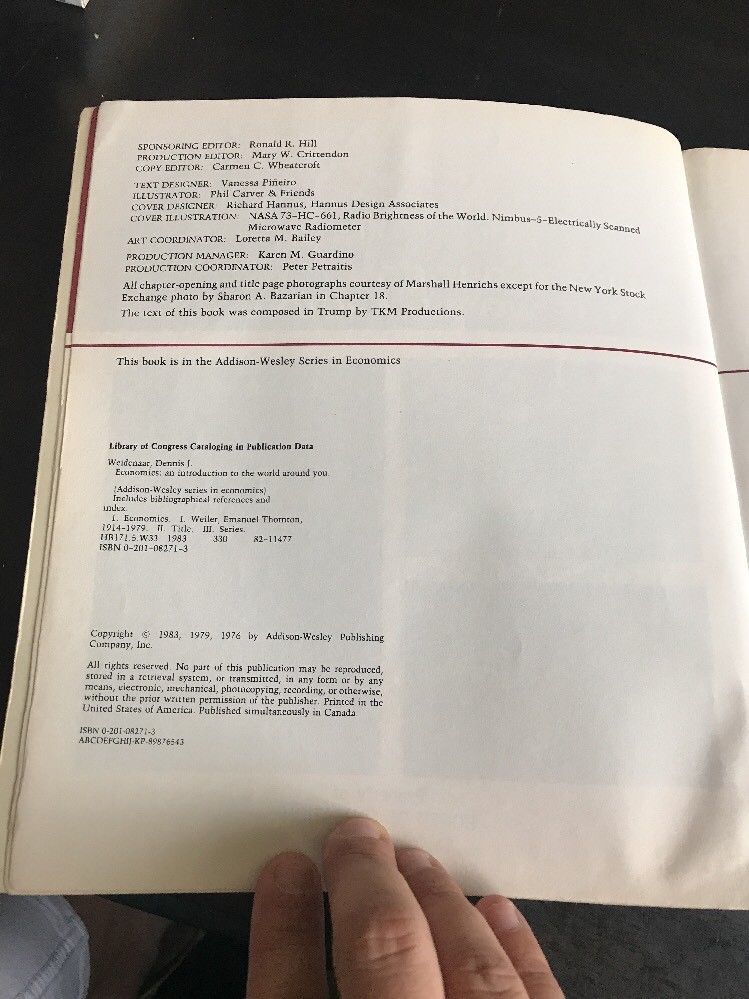 SPONSORING EDITOR: Ronald R. Hill
PRODUCTION EDITOR: Mary W. Crittendon
COPY EDITOR: Carmen C. Wheatcroft
TEXT DESIGNER: Vanessa Piñeiro
ILLUSTRATOR: Phil Carver & Friends
COVER DESIGNER: Richard Hannus, Hannus Design Associates
COVER ILLUSTRATION: NASA 73-HC-661, Radio Brightness of the World. Nimbus-5-Electrically Scanned
Microwave Radiometer
ART COORDINATOR: Loretta M. Bailey
PRODUCTION MANAGER: Karen M. Guardino
PRODUCTION COORDINATOR: Peter Petraitis
All chapter-opening and title page photographs courtesy of Marshall Henrichs except for the New York Stock
Exchange photo by Sharon A. Bazarian in Chapter 18.
The text of this book was composed in Trump by TKM Productions.
This book is in the Addison-Wesley Series in Economics
Library of Congress Cataloging in Publication Data
Weidenaar, Dennis J.
Economics: an introduction to the world around you.
(Addison-Wesley series in economics)
Includes bibliographical references and
index.
1. Economics. I. Weiler, Emanuel Thornton,
1914-1979. II. Title. III. Series.
HB171.5.W33 1983 330 82-11477
ISBN 0-201-08271-3
Copyright © 1983, 1979, 1976 by Addison-Wesley Publishing
Company, Inc.
All rights reserved. No part of this publication may be reproduced,
stored in a retrieval system, or transmitted, in any form or by any
means, electronic, mechanical, photocopying, recording, or otherwise,
without the prior written permission of the publisher. Printed in the
United States of America. Published simultaneously in Canada.
ISBN 0-201-08271-3
ABCDEFGHIJ-KP-89876543